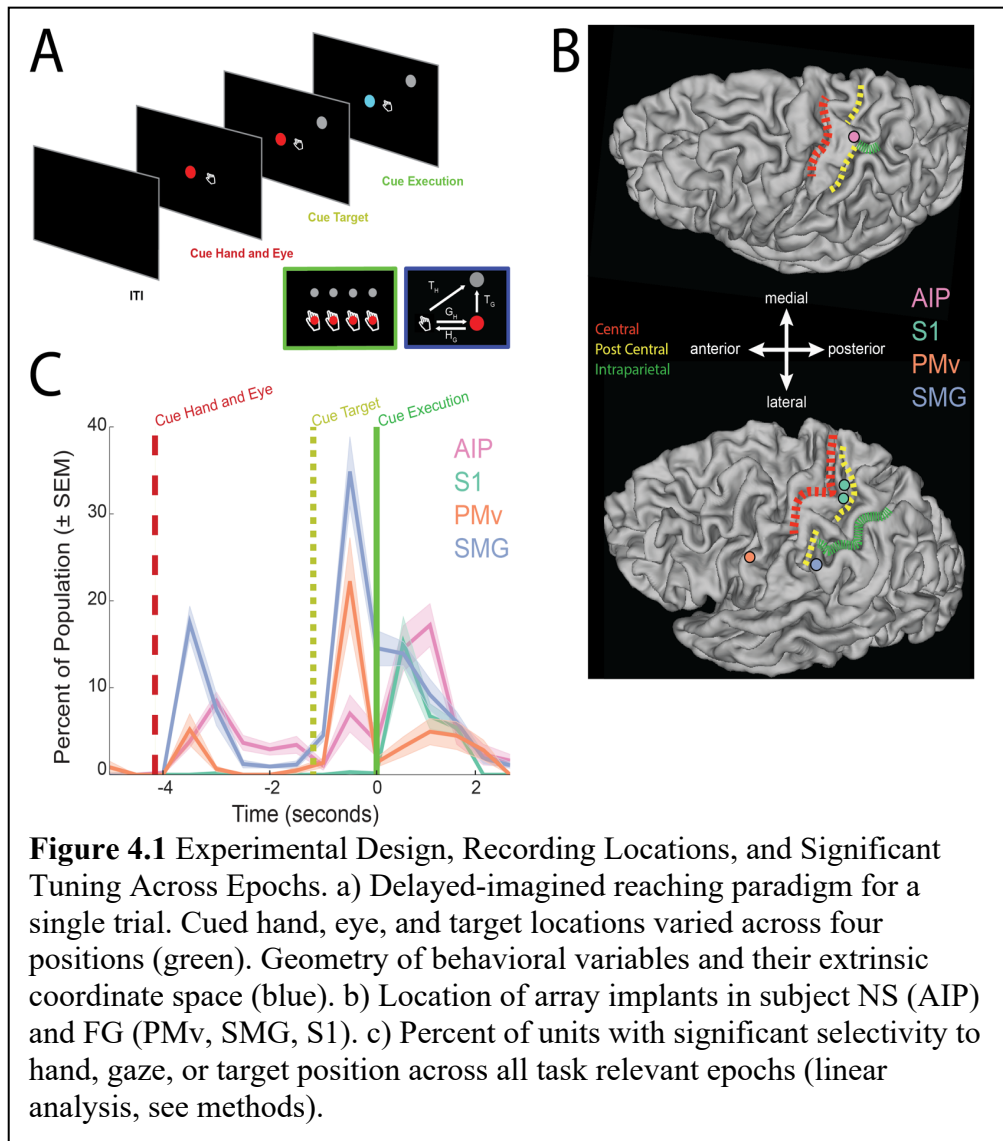 A
ITI
Cue Hand and Eye
Cue Target
Cue Execution
T_H
G_H
H_G
T_G
B
medial
anterior
posterior
lateral
Central
Post Central
Intraparietal
AIP
S1
PMv
SMG
C
Cue Hand and Eye
Cue Target
Cue Execution
AIP
S1
PMv
SMG
Percent of Population (± SEM)
40
30
20
10
0
-4
-2
0
2
Time (seconds)
Figure 4.1 Experimental Design, Recording Locations, and Significant
Tuning Across Epochs. a) Delayed-imagined reaching paradigm for a
single trial. Cued hand, eye, and target locations varied across four
positions (green). Geometry of behavioral variables and their extrinsic
coordinate space (blue). b) Location of array implants in subject NS (AIP)
and FG (PMv, SMG, S1). c) Percent of units with significant selectivity to
hand, gaze, or target position across all task relevant epochs (linear
analysis, see methods).